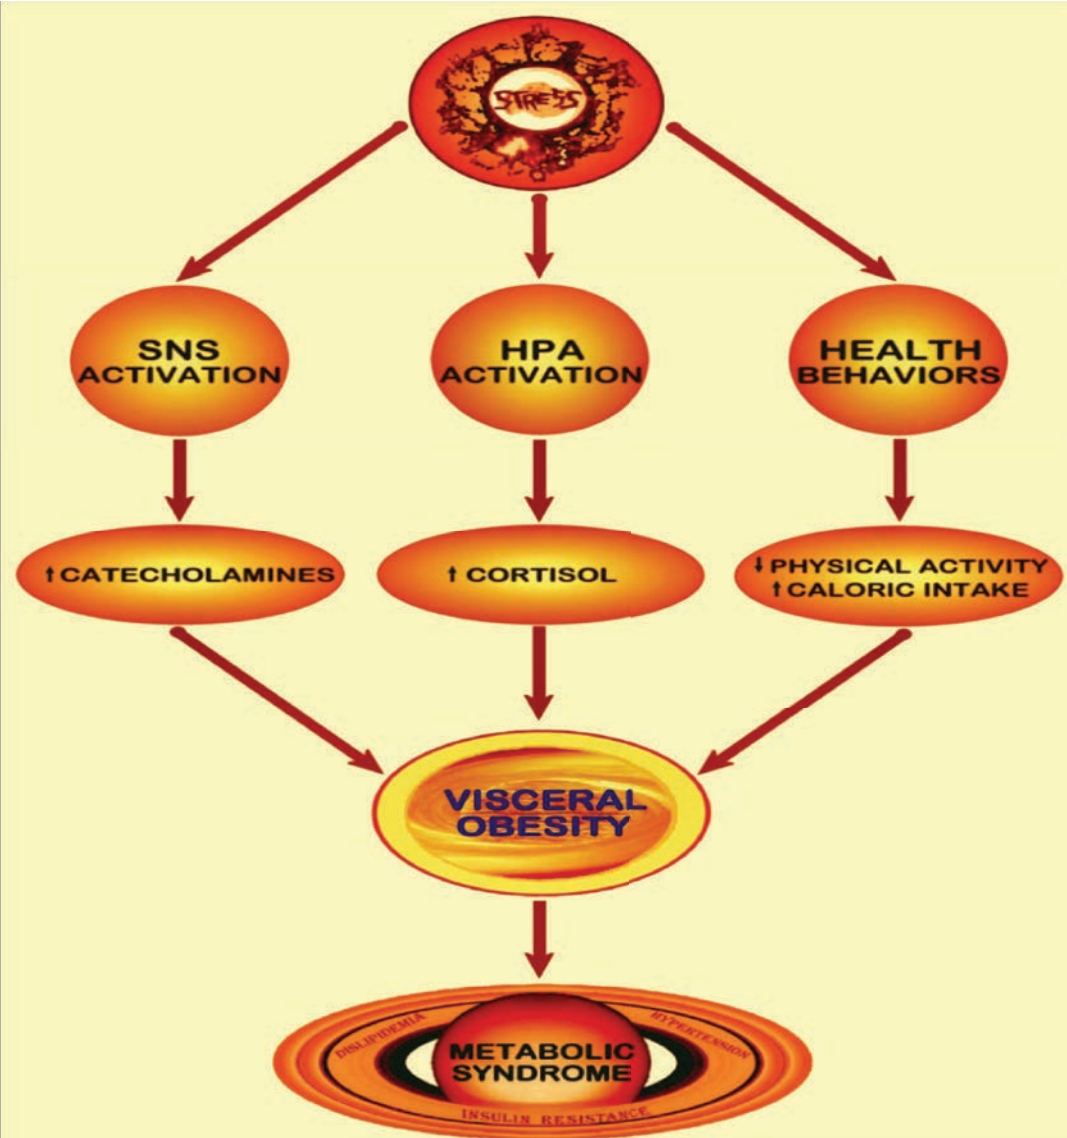 STRESS
SNS
ACTIVATION
HPA
ACTIVATION
HEALTH
BEHAVIORS
↑CATECHOLAMINES
↑ CORTISOL
↓PHYSICAL ACTIVITY
↑CALORIC INTAKE
VISCERAL
OBESITY
DISLIPIDEMIA
HYPERTENSION
METABOLIC
SYNDROME
INSULIN RESISTANCE